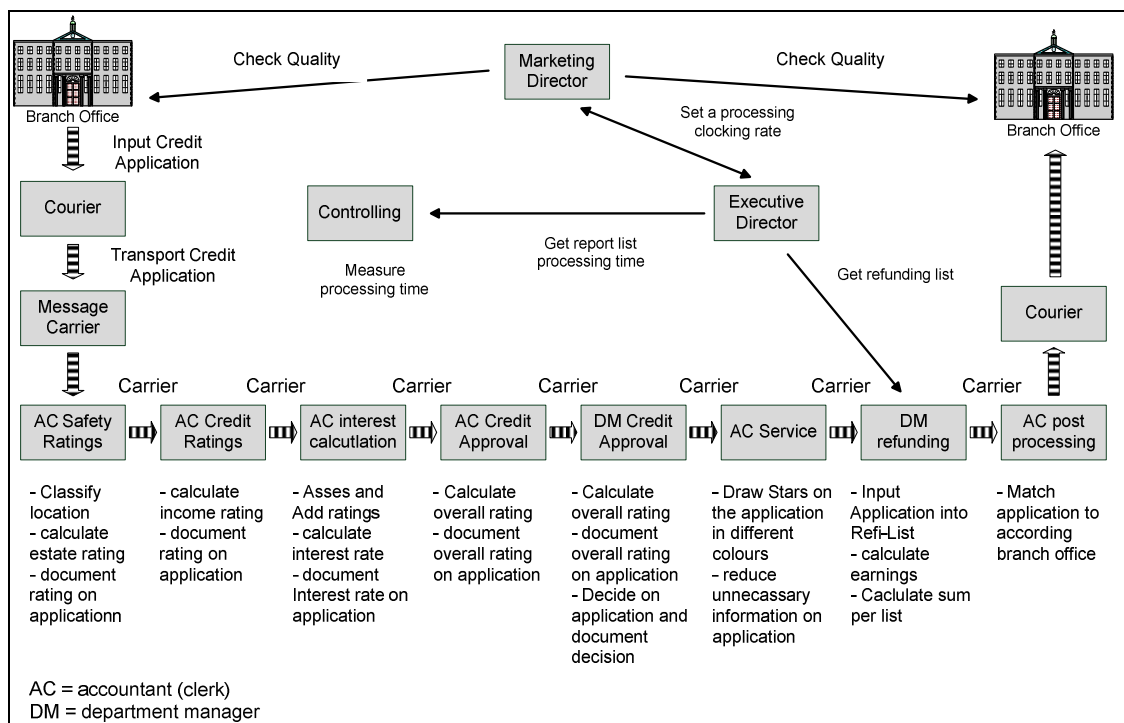 Check Quality
Marketing
Director
Check Quality
Branch Office
Branch Office
Input Credit
Application
Set a processing
clocking rate
Courier
Controlling
Executive
Director
Transport Credit
Application
Get report list
processing time
Measure
processing time
Get refunding list
Message
Carrier
Courier
Carrier
Carrier
Carrier
Carrier
Carrier
Carrier
Carrier
AC Safety
Ratings
AC Credit
Ratings
AC interest
calcutlation
AC Credit
Approval
DM Credit
Approval
AC Service
DM
refunding
AC post
processing
- Classify
location
- calculate
estate rating
- document
rating on
applicationn
- calculate
income rating
- document
rating on
application
- Asses and
Add ratings
- calculate
interest rate
- document
Interest rate on
application
- Calculate
overall rating
- document
overall rating
on application
- Calculate
overall rating
- document
overall rating
on application
- Decide on
application and
document
decision
- Draw Stars on
the application
in different
colours
- reduce
unnecassary
information on
application
- Input
Application into
Refi-List
- calculate
earnings
- Caclulate sum
per list
- Match
application to
according
branch office
AC = accountant (clerk)
DM = department manager